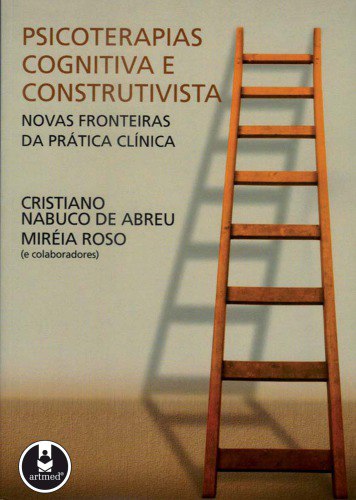 PSICOTERAPIAS
COGNITIVA E
CONSTRUTIVISTA
NOVAS FRONTEIRAS
DA PRÁTICA CLÍNICA
CRISTIANO
NABUCO DE ABREU
MIRÉIA ROSO
(e colaboradores)
artmed®